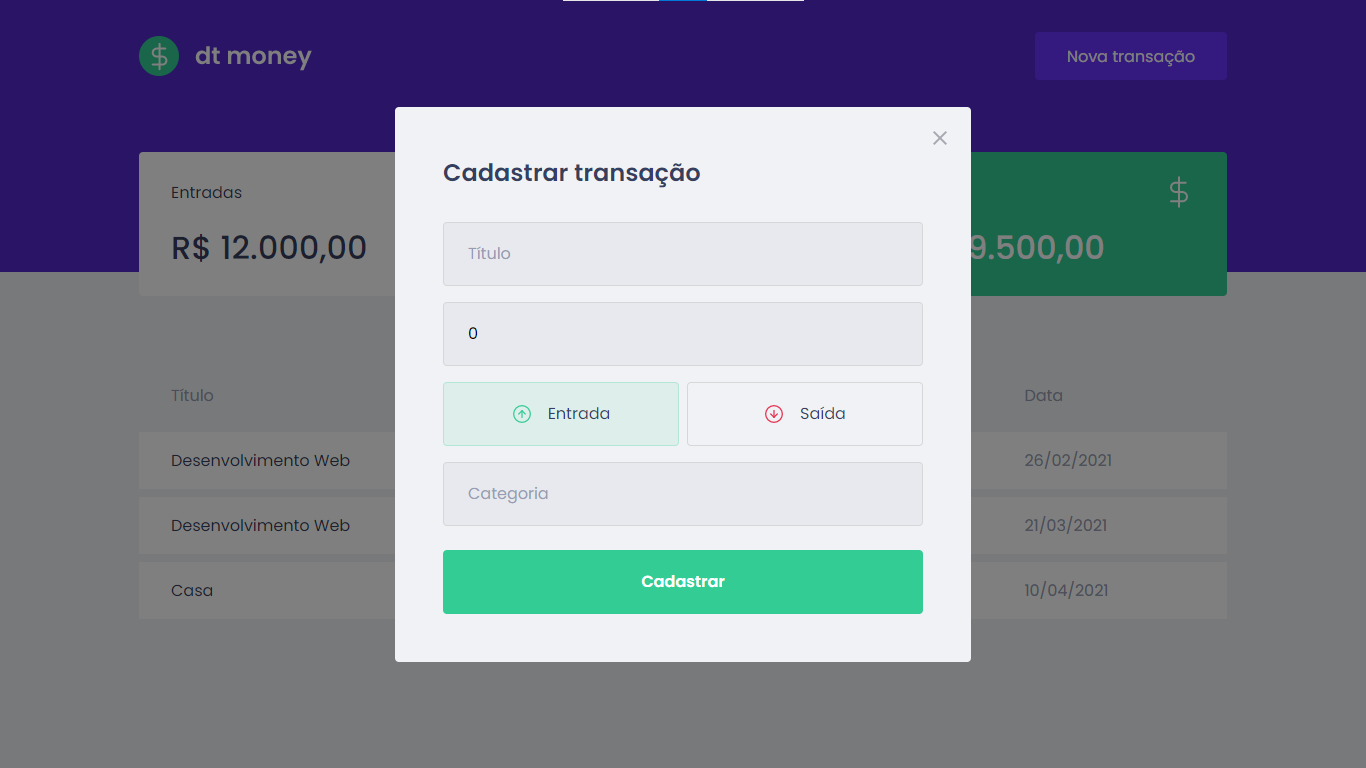 dt money
Nova transação
Entradas
R$ 12.000,00
9.500,00
Cadastrar transação
Título
0
Entrada
Saída
Categoria
Cadastrar
Título
Data
Desenvolvimento Web
26/02/2021
Desenvolvimento Web
21/03/2021
Casa
10/04/2021